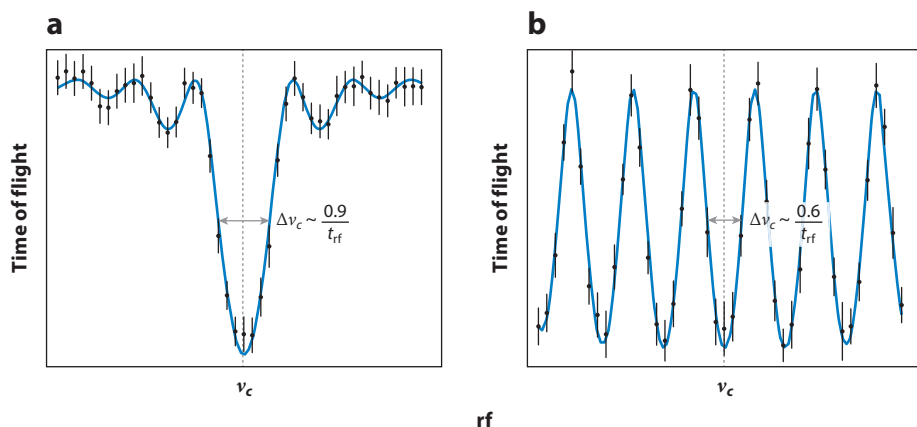 a
b
Time of flight
Δν_c ~ 0.9/t_rf
ν_c
Time of flight
Δν_c ~ 0.6/t_rf
ν_c
rf